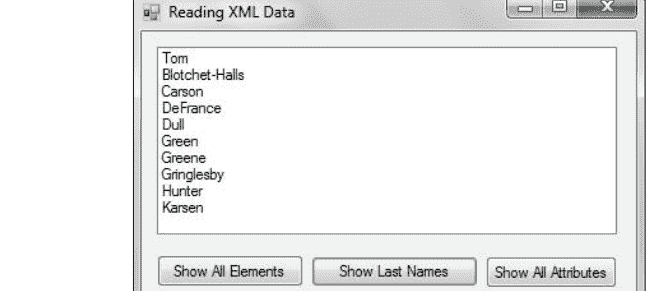 Reading XML Data
Tom
Blotchet-Halls
Carson
DeFrance
Dull
Green
Greene
Gringlesby
Hunter
Karsen
Show All Elements Show Last Names Show All Attributes